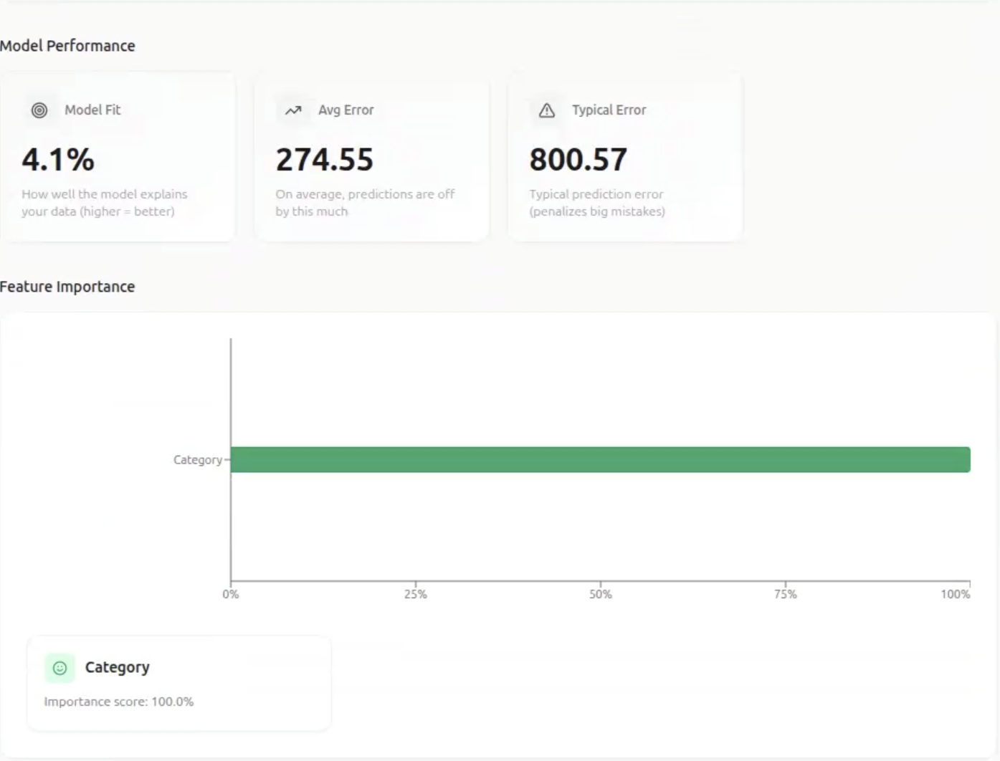 Model Performance
Model Fit
4.1%
How well the model explains
your data (higher = better)
Avg Error
274.55
On average, predictions are off
by this much
Typical Error
800.57
Typical prediction error
(penalizes big mistakes)
Feature Importance
Category
0%
25%
50%
75%
100%
Category
Importance score: 100.0%